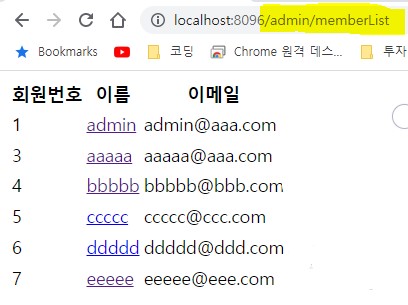 localhost:8096/admin/memberList
Bookmarks 코딩 Chrome 원격 데스... 투자
회원번호 이름 이메일
1 admin admin@aaa.com
3 aaaaa aaaaa@aaa.com
4 bbbbb bbbbb@bbb.com
5 ccccc ccccc@ccc.com
6 ddddd ddddd@ddd.com
7 eeeee eeeee@eee.com